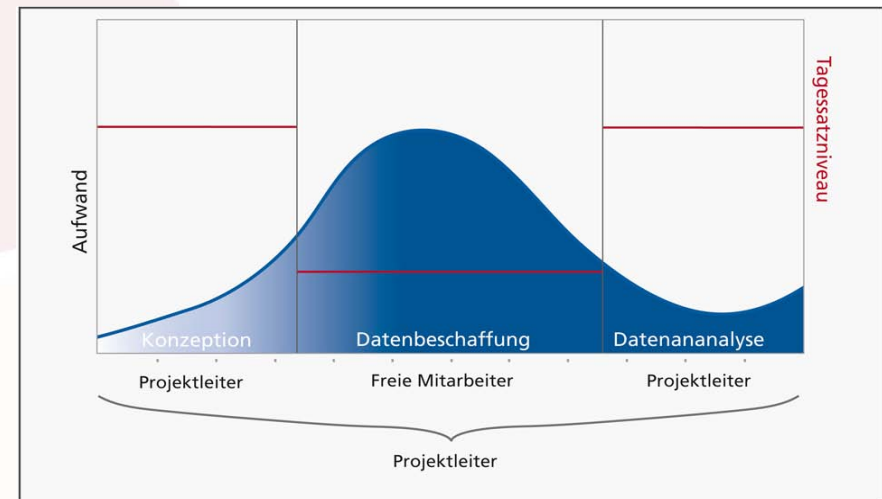 Aufwand
Tagessatzniveau
Konzeption
Datenbeschaffung
Datenananalyse
Projektleiter
Freie Mitarbeiter
Projektleiter
Projektleiter